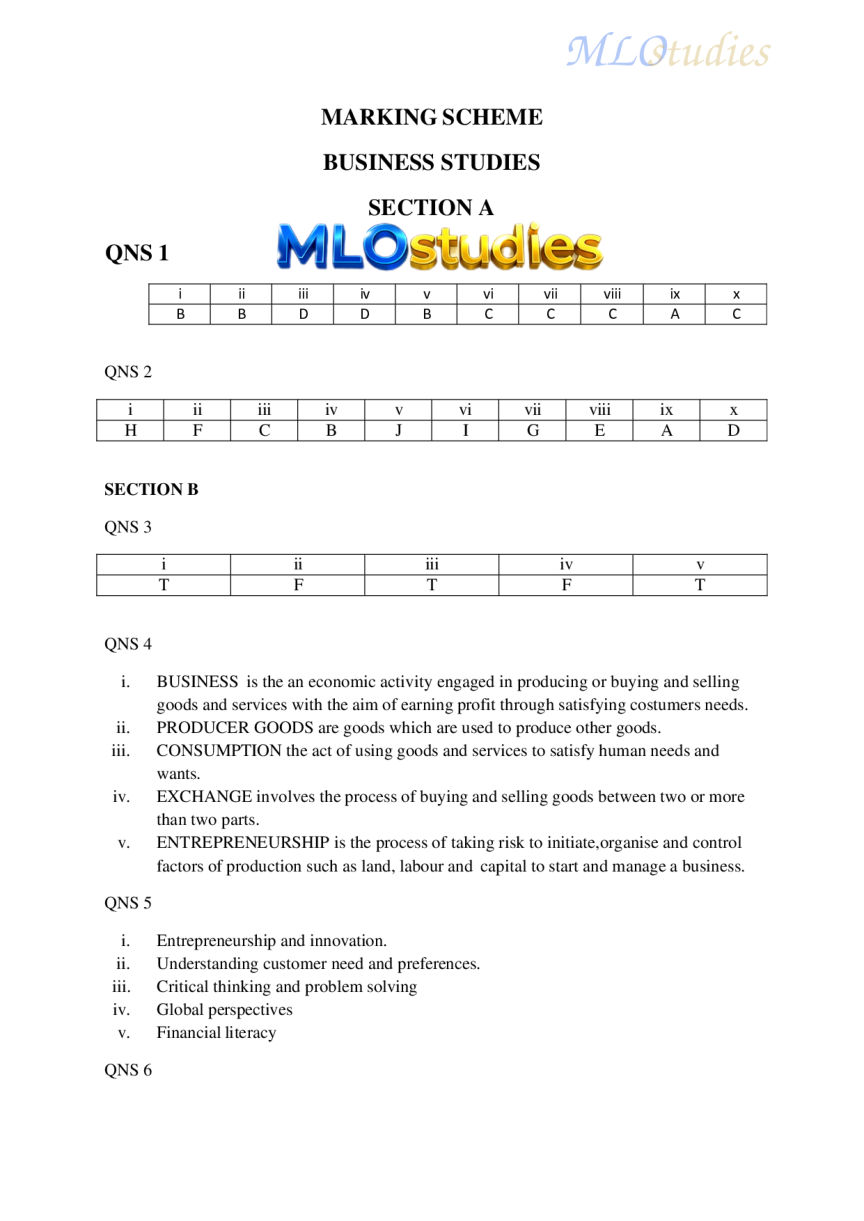 MLOstudies
MARKING SCHEME
BUSINESS STUDIES
SECTION A
MLOstudies
QNS 1
i ii iii iv v vi vii viii ix x
B B D D B C C C A C
QNS 2
i ii iii iv v vi vii viii ix x
H F C B J I G E A D
SECTION B
QNS 3
i ii iii iv v
T F T F T
QNS 4
i. BUSINESS is the an economic activity engaged in producing or buying and selling
goods and services with the aim of earning profit through satisfying costumers needs.
ii. PRODUCER GOODS are goods which are used to produce other goods.
iii. CONSUMPTION the act of using goods and services to satisfy human needs and
wants.
iv. EXCHANGE involves the process of buying and selling goods between two or more
than two parts.
v. ENTREPRENEURSHIP is the process of taking risk to initiate,organise and control
factors of production such as land, labour and capital to start and manage a business.
QNS 5
i. Entrepreneurship and innovation.
ii. Understanding customer need and preferences.
iii. Critical thinking and problem solving
iv. Global perspectives
v. Financial literacy
QNS 6